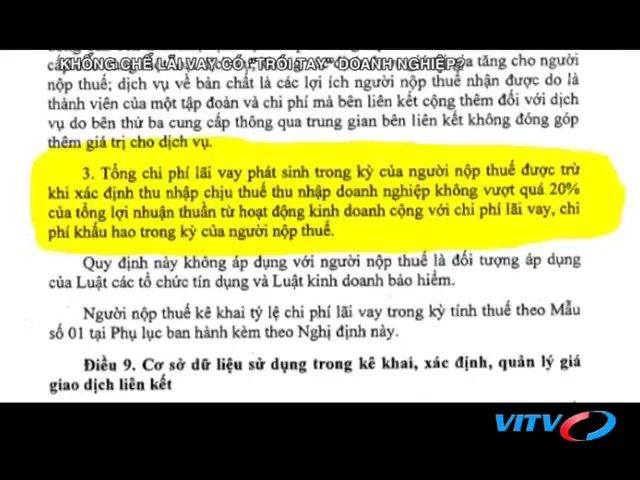 KHỐNG CHẾ LÃI VAY CÓ "TRÓI TAY" DOANH NGHIỆP?
gia tăng cho người
nộp thuế; dịch vụ về bản chất là các lợi ích người nộp thuế nhận được do là
thành viên của một tập đoàn và chi phí mà bên liên kết cộng thêm đối với dịch
vụ do bên thứ ba cung cấp thông qua trung gian bên liên kết không đóng góp
thêm giá trị cho dịch vụ.
3. Tổng chi phí lãi vay phát sinh trong kỳ của người nộp thuế được trừ
khi xác định thu nhập chịu thuế thu nhập doanh nghiệp không vượt quá 20%
của tổng lợi nhuận thuần từ hoạt động kinh doanh cộng với chi phí lãi vay, chi
phí khấu hao trong kỳ của người nộp thuế.
Quy định này không áp dụng với người nộp thuế là đối tượng áp dụng
của Luật các tổ chức tín dụng và Luật kinh doanh bảo hiểm.
Người nộp thuế kê khai tỷ lệ chi phí lãi vay trong kỳ tính thuế theo Mẫu
số 01 tại Phụ lục ban hành kèm theo Nghị định này.
Điều 9. Cơ sở dữ liệu sử dụng trong kê khai, xác định, quản lý giá
giao dịch liên kết
VITV